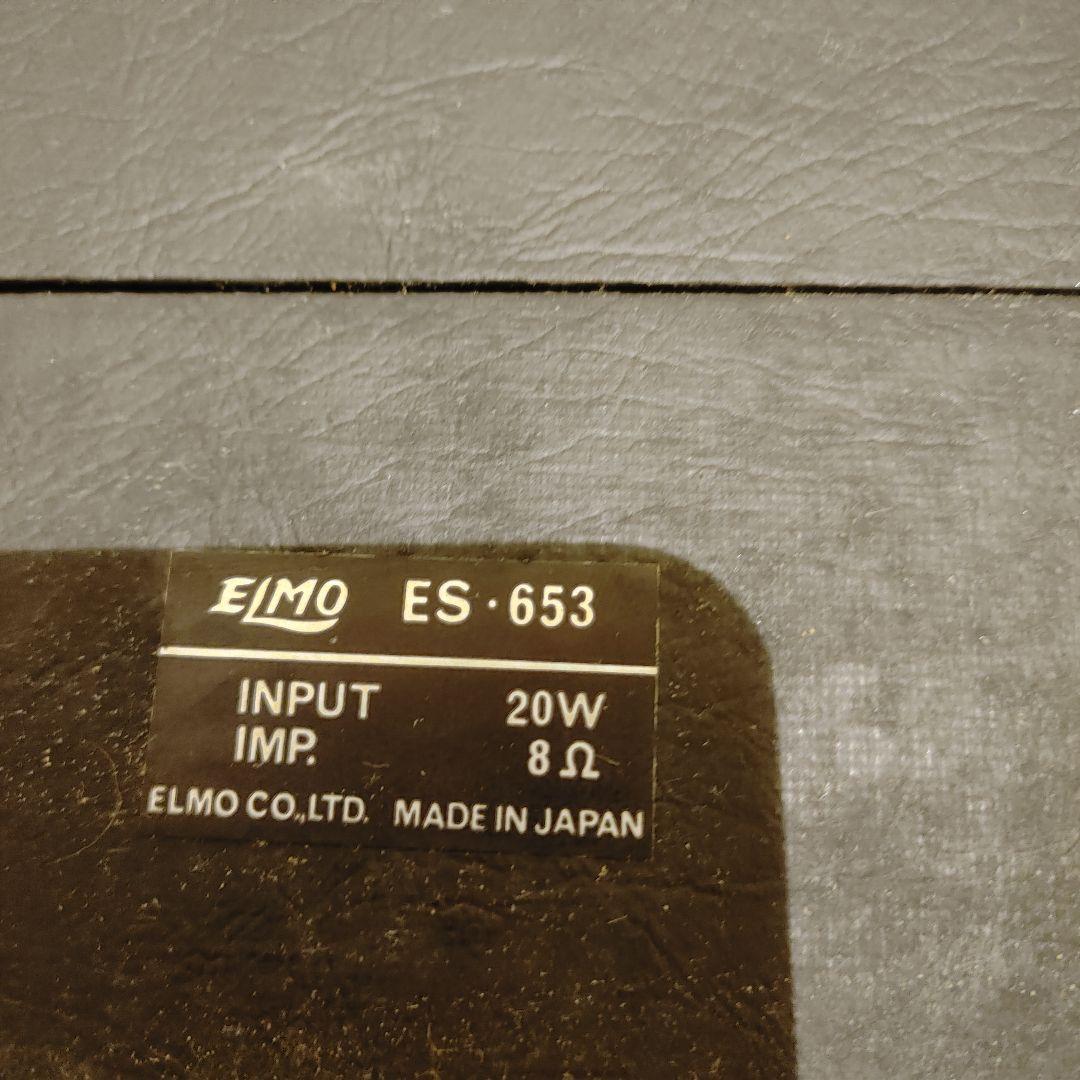 ELMO ES·653
INPUT 20W
IMP. 8Ω
ELMO CO.,LTD. MADE IN JAPAN